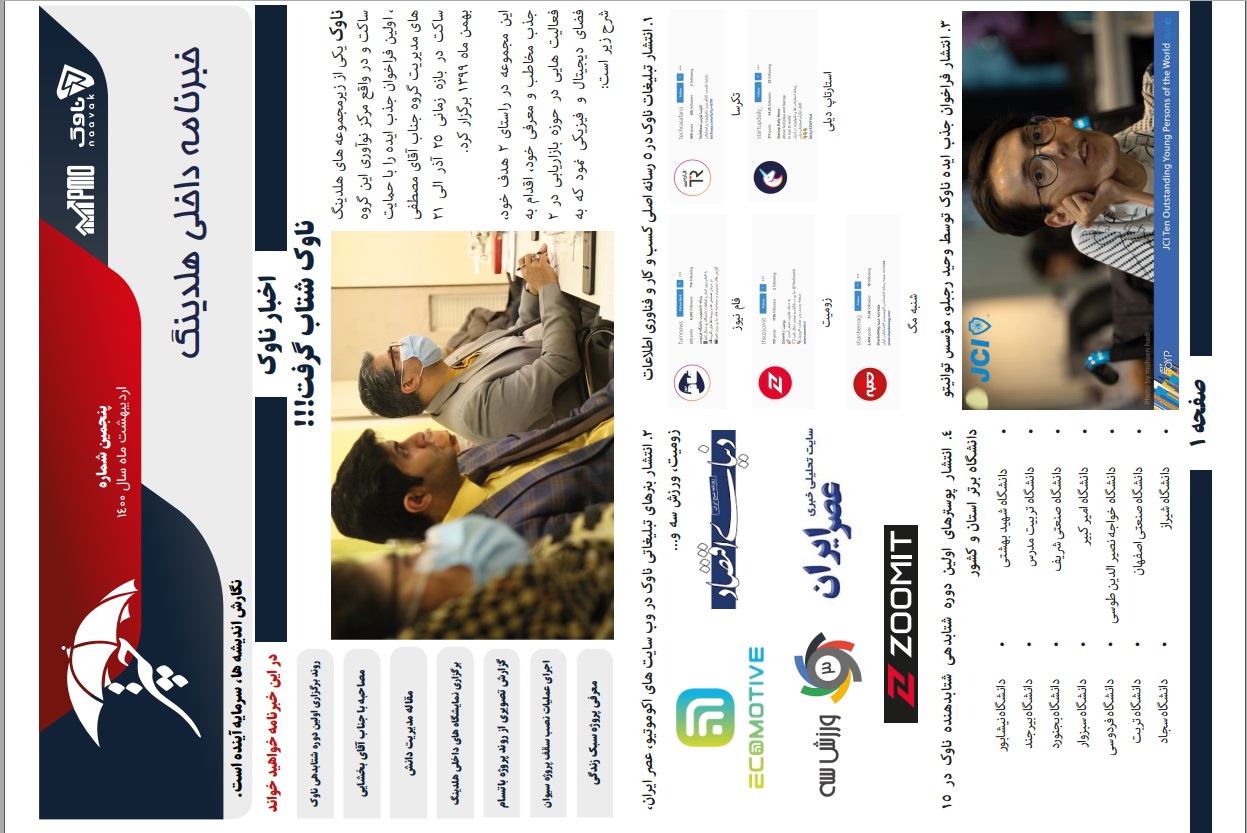 ناوک
naavak
PMO
پنجمین شماره
اردیبهشت ماه سال ۱۴۰۰
چتر
خبرنامه داخلی هلدینگ
نگارش اندیشه ها، سرمایه آینده است.
اخبار ناوک
ناوک شتاب گرفت!!!
ناوک یکی از زیرمجموعه های هلدینگ
ساکت و در واقع مرکز نوآوری این گروه
، اولین فراخوان جذب ایده را با حمایت
های مدیریت گروه جناب آقای مصطفی
ساکت در بازه زمانی ۲۵ آذر الی ۲۱
بهمن ماه ۱۳۹۹ برگزار کرد.
این مجموعه در راستای ۲ هدف خود،
جذب مخاطب و معرفی خود، اقدام به
فعالیت هایی در حوزه بازاریابی در ۲
فضای دیجیتال و فیزیکی نمود که به
شرح زیر است:
در این خبرنامه خواهید خواند
روند برگزاری اولین دوره شتابدهی ناوک
مصاحبه با جناب آقای بخشایی
مقاله مدیریت دانش
برگزاری نمایشگاه های داخلی هلدینگ
گزارش تصویری از روند پروژه باتسام
اجرای عملیات نصب سقف پروژه سیوان
معرفی پروژه سبک زندگی
۱. انتشار تبلیغات ناوک در ۵ رسانه اصلی کسب و کار و فناوری اطلاعات
techrasafarsi
تکرسا
fumnews
فام نیوز
startupdaily_
Startup Daily News
استارتاپ دیلی
thezoomit
زومیت
shanbemag
شنبه مگ
۲. انتشار بنرهای تبلیغاتی ناوک در وب سایت های اکوموتیو، عصر ایران،
زومیت، ورزش سه و...
ECOMOTIVE
دنیای اقتصاد
سایت تحلیلی خبری
عصر ایران
ورزش سه
۳
ZOOMIT
۳. انتشار فراخوان جذب ایده ناوک توسط وحید رجبلو، مؤسس توانیتو
JCI
Photo by mohsen hadi
TOYP
JCI Ten Outstanding Young Persons of the World
۴. انتشار پوسترهای اولین دوره شتابدهی شتابدهنده ناوک در ۱۵
دانشگاه برتر استان و کشور
• دانشگاه شهید بهشتی
• دانشگاه تربیت مدرس
• دانشگاه صنعتی شریف
• دانشگاه امیر کبیر
• دانشگاه خواجه نصیر الدین طوسی
• دانشگاه صنعتی اصفهان
• دانشگاه شیراز
• دانشگاه نیشابور
• دانشگاه بیرجند
• دانشگاه بجنورد
• دانشگاه سبزوار
• دانشگاه فردوسی
• دانشگاه تربت
• دانشگاه سجاد
صفحه ۱